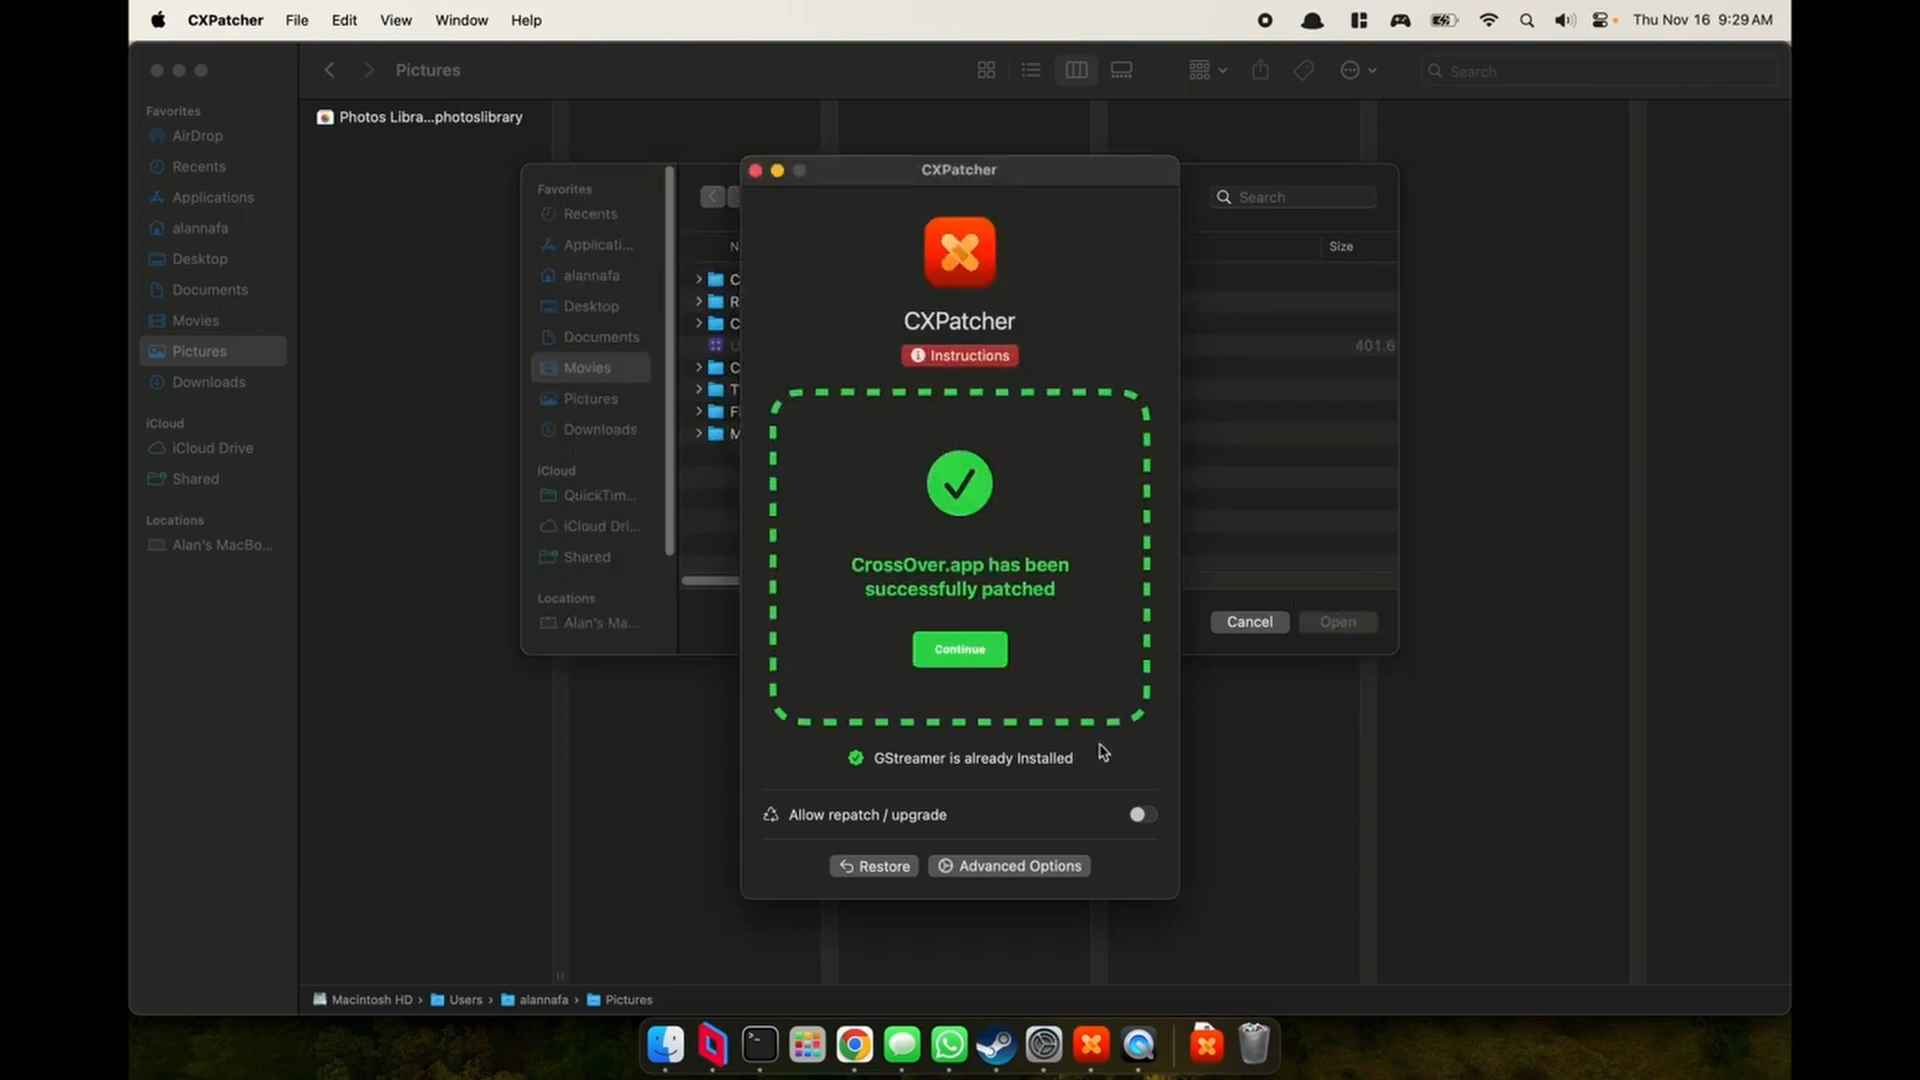 CXPatcher File Edit View Window Help
Thu Nov 16 9:29 AM
Pictures
Search
Favorites
AirDrop
Recents
Applications
alannafa
Desktop
Documents
Movies
Pictures
Downloads
iCloud
iCloud Drive
Shared
Locations
Alan's MacBo...
Photos Libra...photoslibrary
Favorites
Recents
Applicati...
alannafa
Desktop
Documents
Movies
Pictures
Downloads
iCloud
QuickTim...
iCloud Dri...
Shared
Locations
Alan's Ma...
Search
N
Size
C
R
C
U
401.6
C
T
F
M
Cancel
Open
CXPatcher
CXPatcher
Instructions
CrossOver.app has been
successfully patched
Continue
GStreamer is already Installed
Allow repatch / upgrade
Restore
Advanced Options
Macintosh HD › Users › alannafa › Pictures